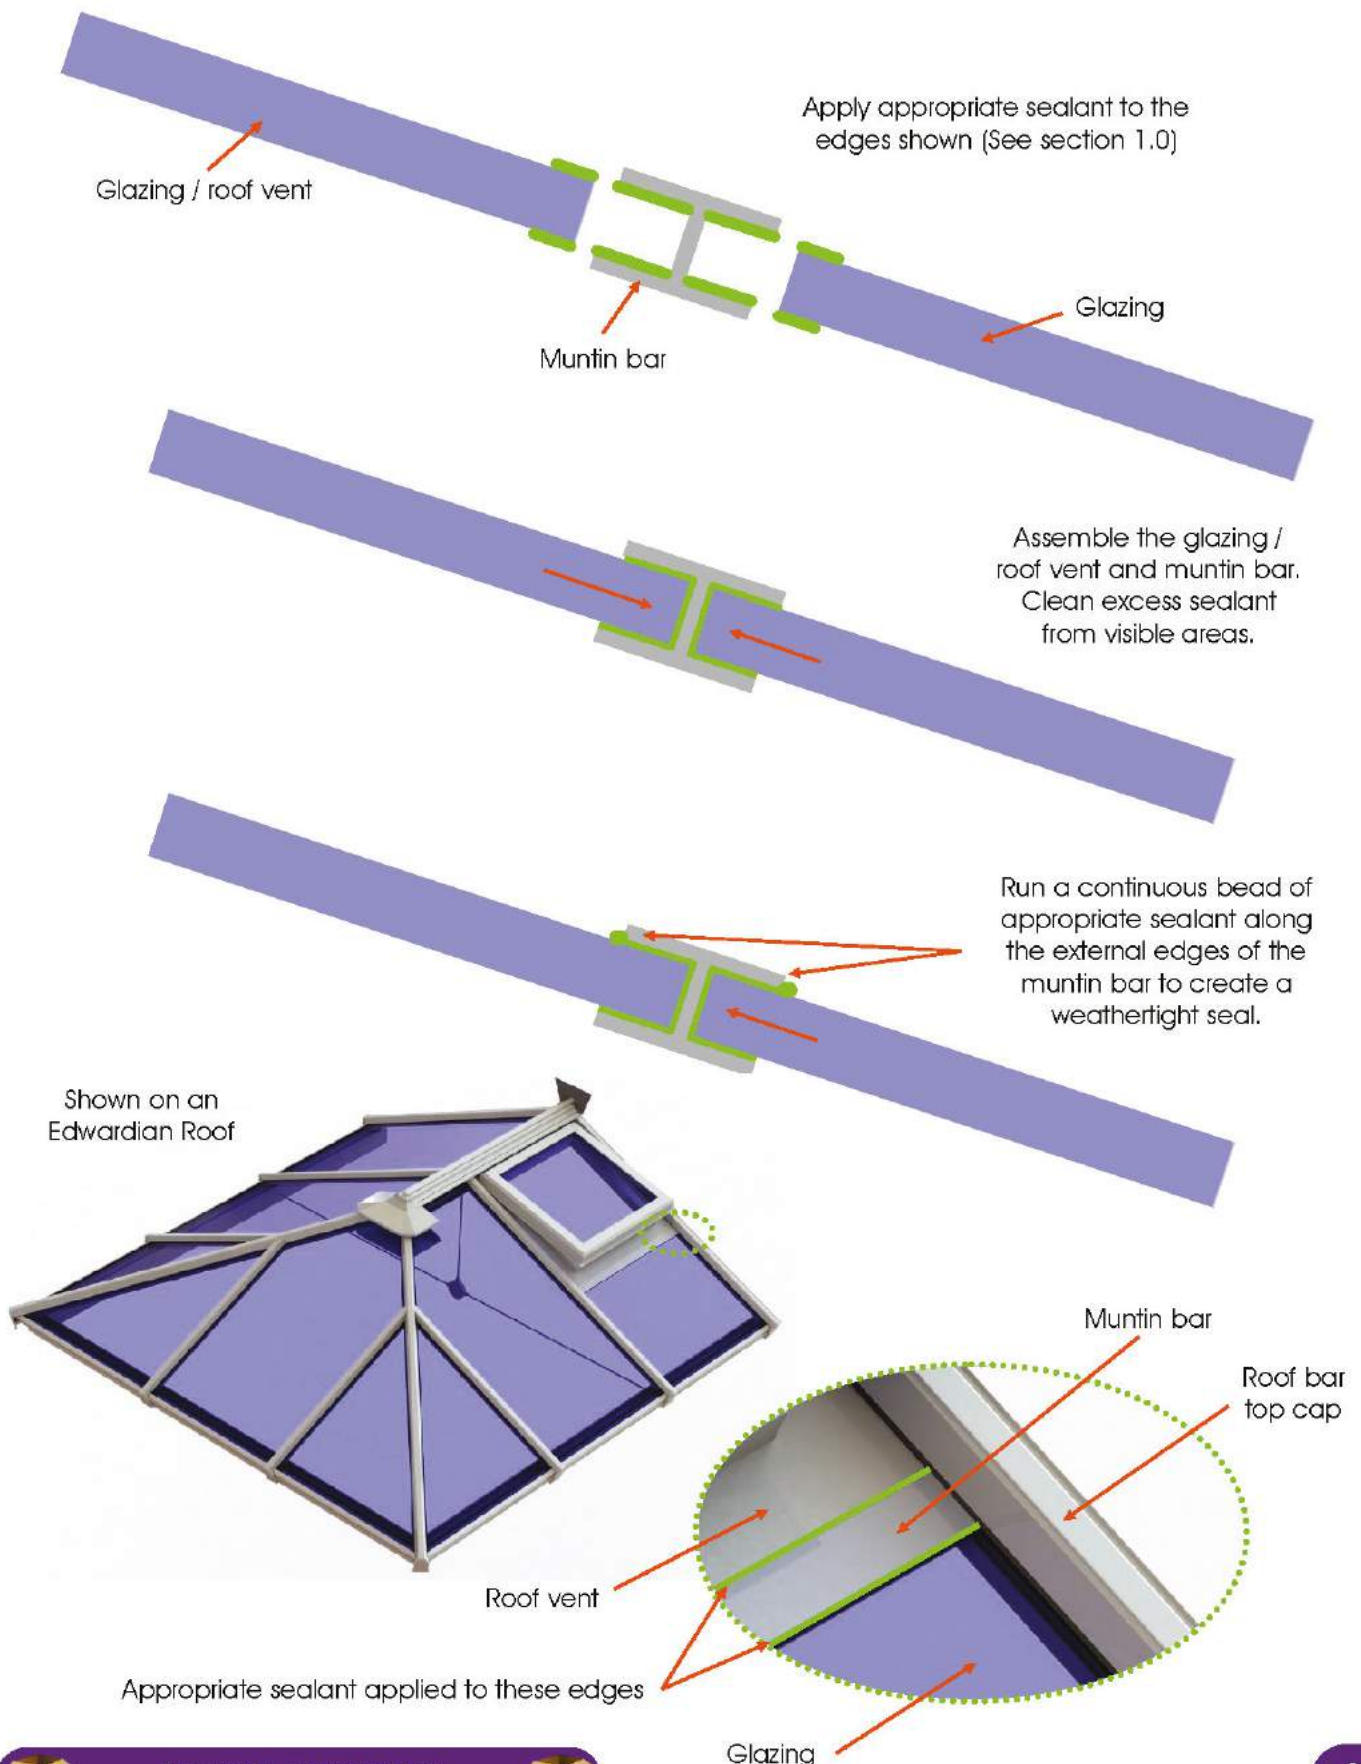 Apply appropriate sealant to the
edges shown (See section 1.0)
Glazing / roof vent
Glazing
Muntin bar
Assemble the glazing /
roof vent and muntin bar.
Clean excess sealant
from visible areas.
Run a continuous bead of
appropriate sealant along
the external edges of the
muntin bar to create a
weathertight seal.
Shown on an
Edwardian Roof
Muntin bar
Roof bar
top cap
Roof vent
Appropriate sealant applied to these edges
Glazing